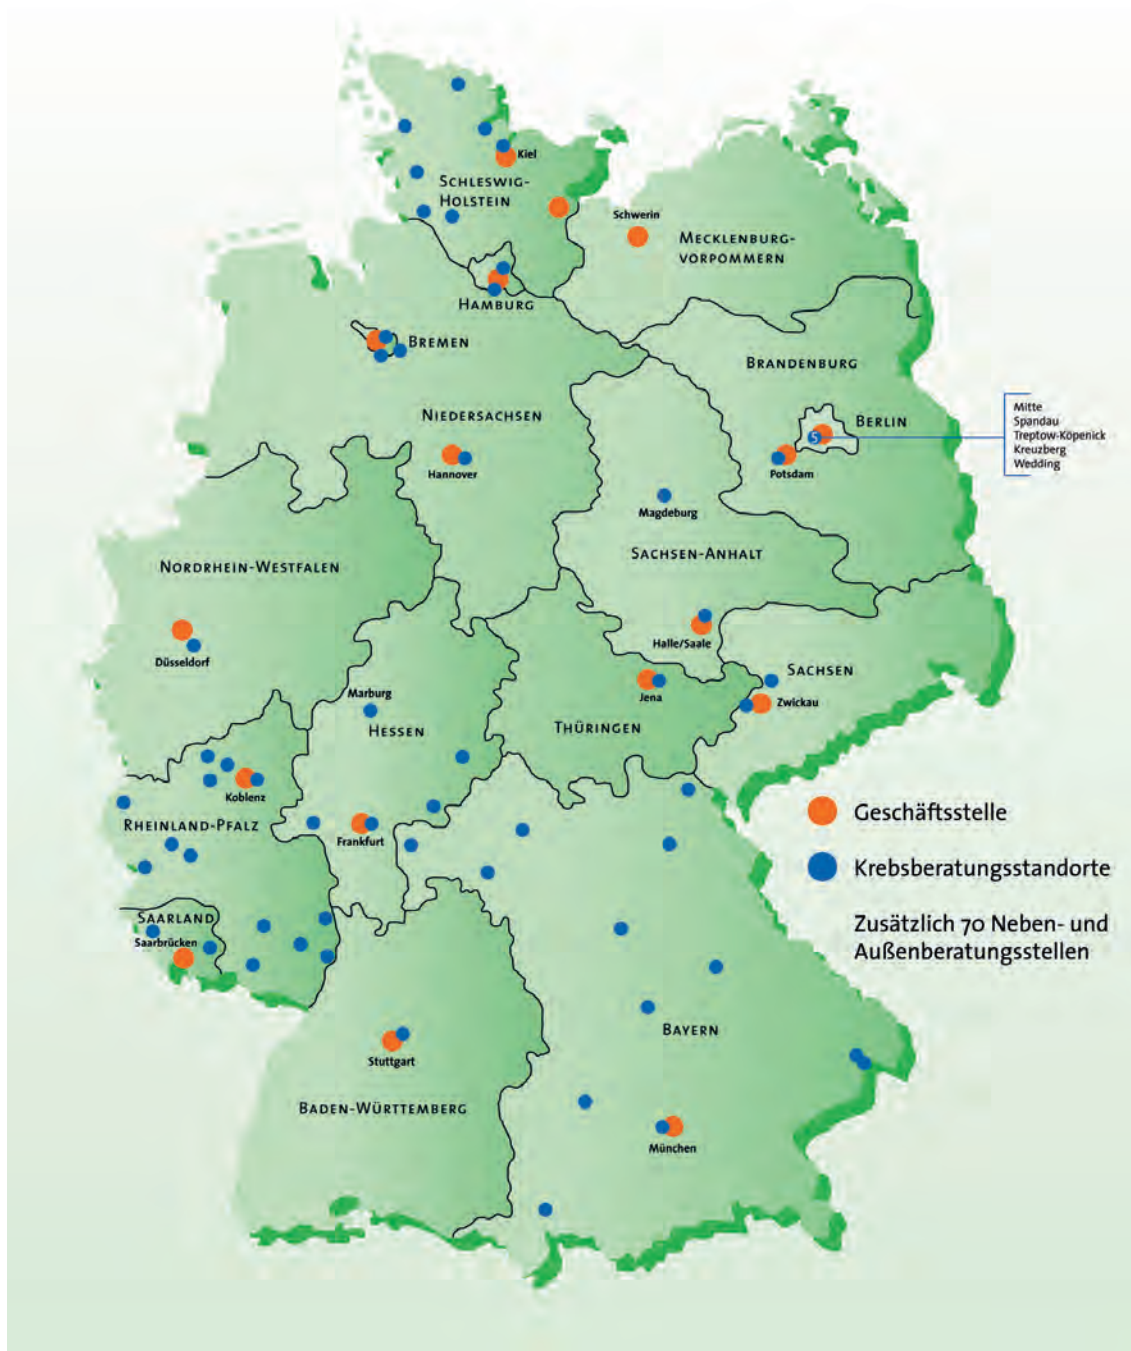 Kiel
Schleswig-
Holstein
Schwerin
Mecklenburg-
vorpommern
Hamburg
Bremen
Brandenburg
Niedersachsen
Berlin
5
Mitte
Spandau
Treptow-Köpenick
Kreuzberg
Wedding
Hannover
Potsdam
Magdeburg
Sachsen-Anhalt
Nordrhein-Westfalen
Düsseldorf
Halle/Saale
Sachsen
Marburg
Jena
Zwickau
Hessen
Thüringen
Koblenz
Rheinland-Pfalz
Frankfurt
Geschäftsstelle
Krebsberatungsstandorte
Zusätzlich 70 Neben- und
Außenberatungsstellen
Saarland
Saarbrücken
Bayern
Stuttgart
Baden-Württemberg
München